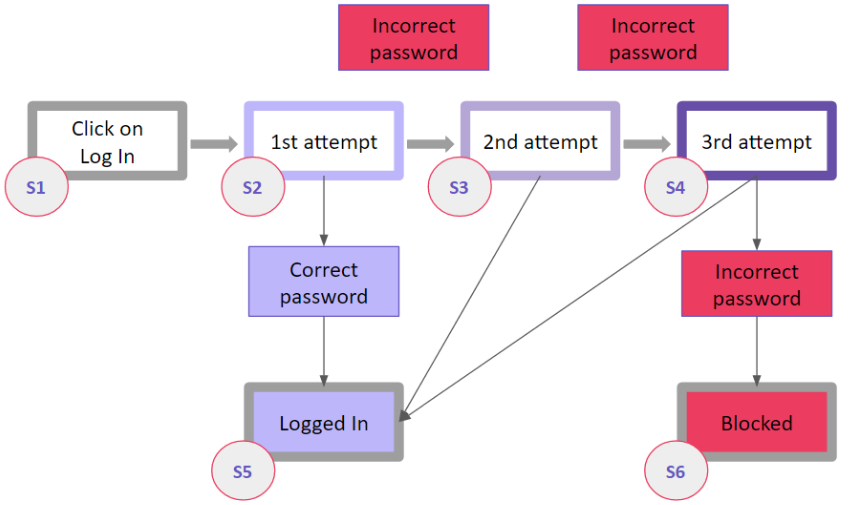 Incorrect
password
Incorrect
password
Click on
Log In
1st attempt
2nd attempt
3rd attempt
S1
S2
S3
S4
Correct
password
Incorrect
password
Logged In
Blocked
S5
S6